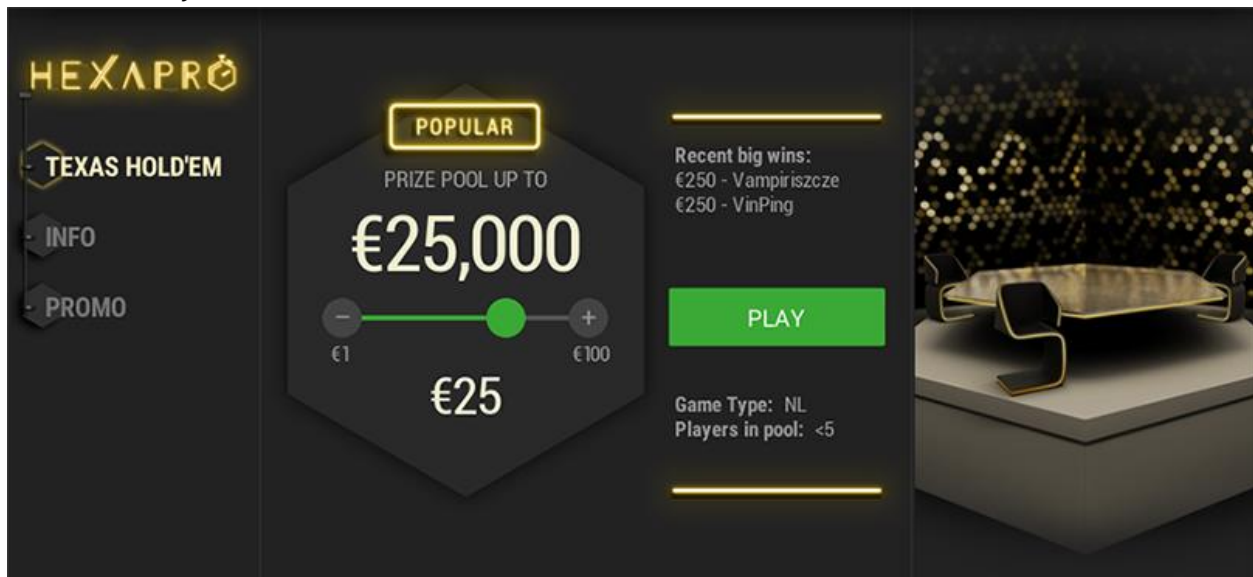 HEXAPRO
TEXAS HOLD'EM
INFO
PROMO
POPULAR
PRIZE POOL UP TO
€25,000
−
+
€1
€100
€25
Recent big wins:
€250 - Vampiriszcze
€250 - VinPing
PLAY
Game Type: NL
Players in pool: <5